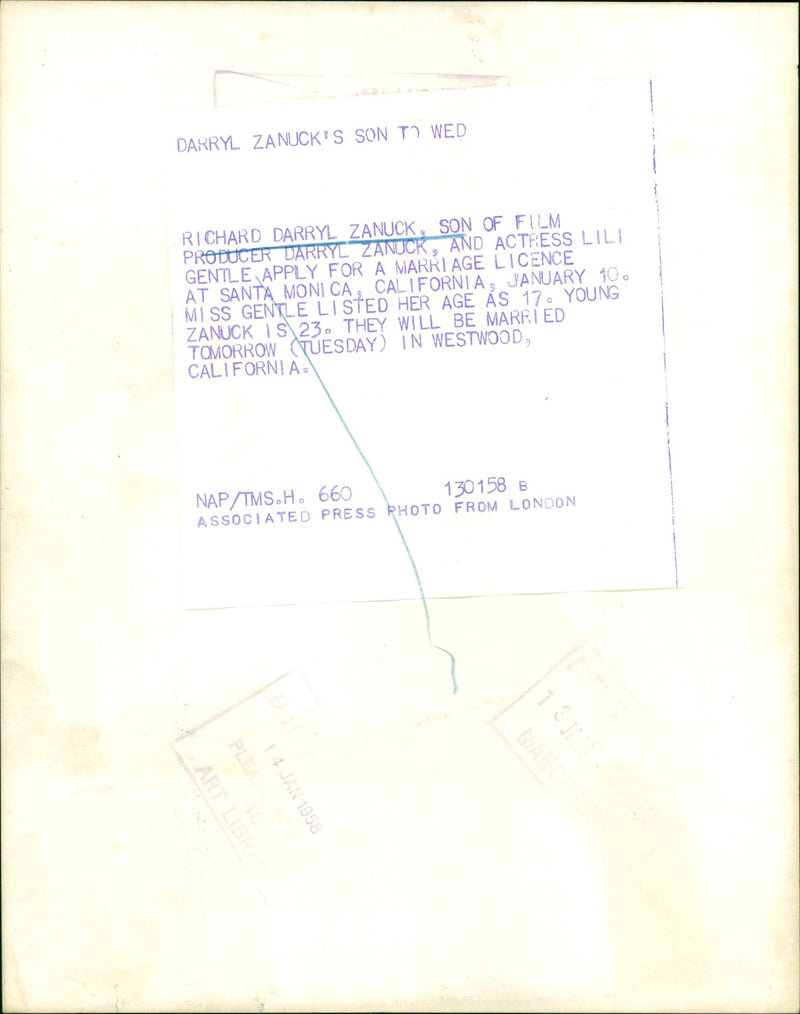 DARRYL ZANUCK'S SON TO WED
RICHARD DARRYL ZANUCK, SON OF FILM
PRODUCER DARRYL ZANUCK, AND ACTRESS LILI
GENTLE APPLY FOR A MARRIAGE LICENCE
AT SANTA MONICA, CALIFORNIA, JANUARY 10.
MISS GENTLE LISTED HER AGE AS 17. YOUNG
ZANUCK IS 23. THEY WILL BE MARRIED
TOMORROW (TUESDAY) IN WESTWOOD,
CALIFORNIA.
NAP/TMS.H. 660 130158 B
ASSOCIATED PRESS PHOTO FROM LONDON
14 JAN 1958
TO
ART